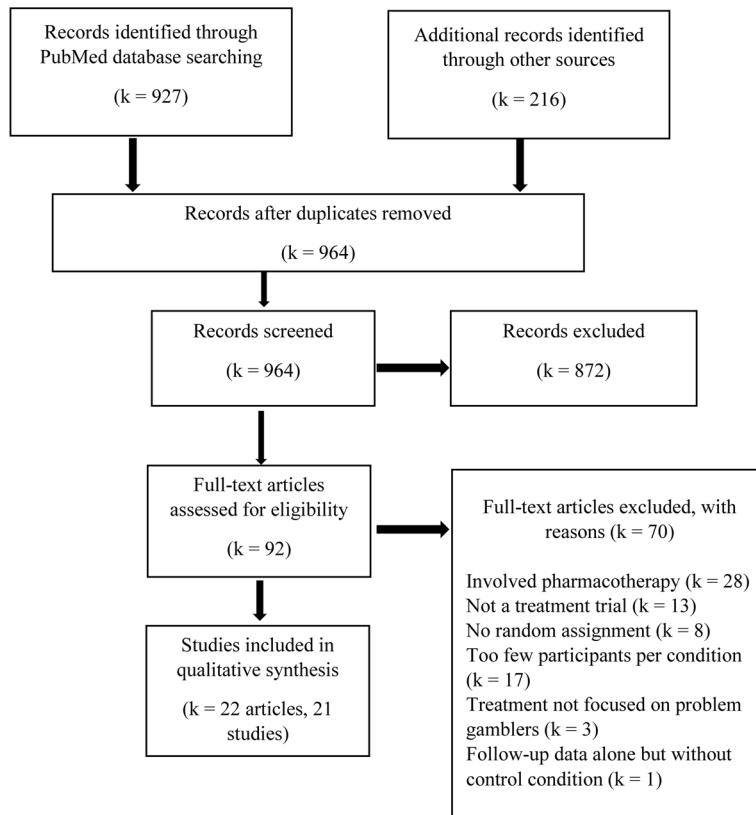 Records identified through
PubMed database searching
(k = 927)
Additional records identified
through other sources
(k = 216)
Records after duplicates removed
(k = 964)
Records screened
(k = 964)
Records excluded
(k = 872)
Full-text articles
assessed for eligibility
(k = 92)
Full-text articles excluded, with
reasons (k = 70)
Involved pharmacotherapy (k = 28)
Not a treatment trial (k = 13)
No random assignment (k = 8)
Too few participants per condition
(k = 17)
Treatment not focused on problem
gamblers (k = 3)
Follow-up data alone but without
control condition (k = 1)
Studies included in
qualitative synthesis
(k = 22 articles, 21
studies)